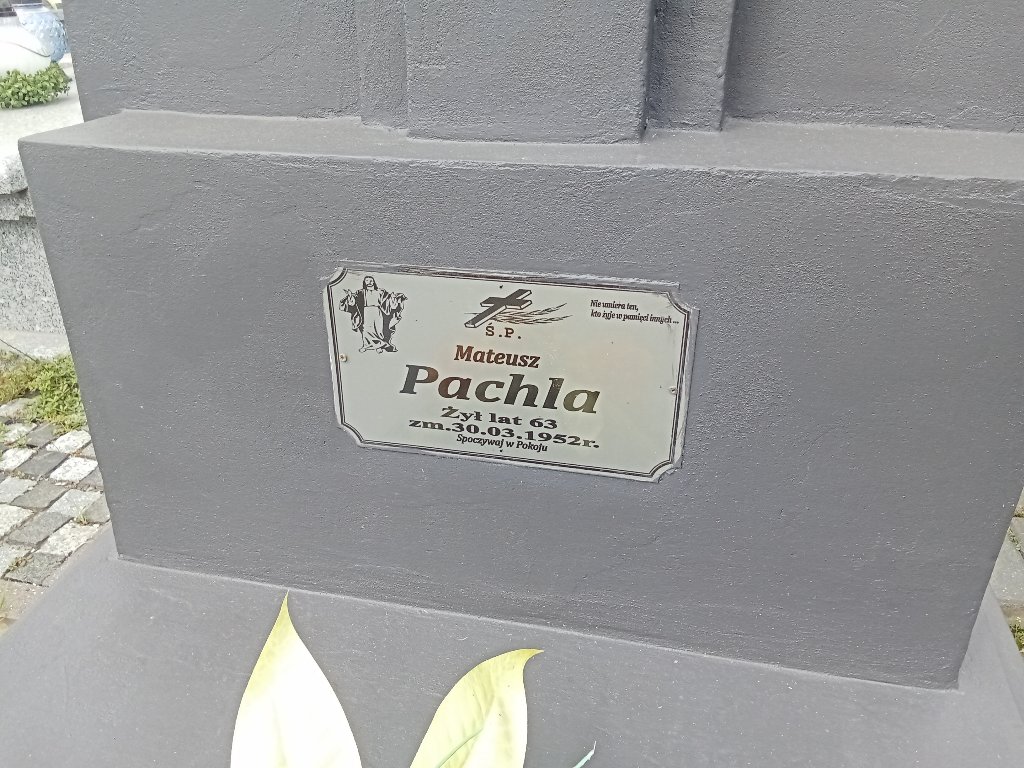 Nie umiera ten,
kto żyje w pamięci innych...
Ś.P.
Mateusz
Pachla
Żył lat 63
zm.30.03.1952r.
Spoczywaj w Pokoju